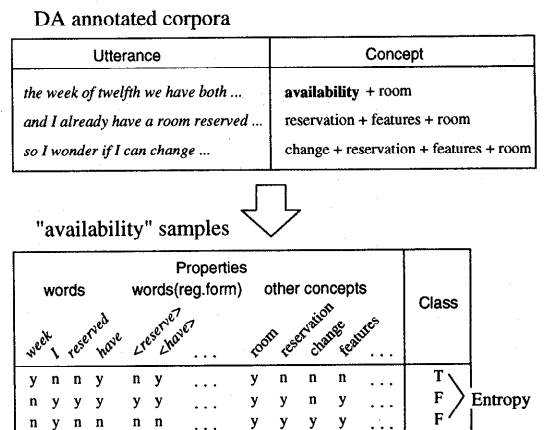 DA annotated corpora
Utterance Concept
the week of twelfth we have both ... availability + room
and I already have a room reserved ... reservation + features + room
so I wonder if I can change ... change + reservation + features + room
"availability" samples
Properties
words words(reg.form) other concepts Class
week I reserved have <reserve> <have> ... room reservation change features ...
y n n y n y ... y n n n ... T
n y y y y y ... y y n y ... F Entropy
n y n n n n ... y y y y ... F